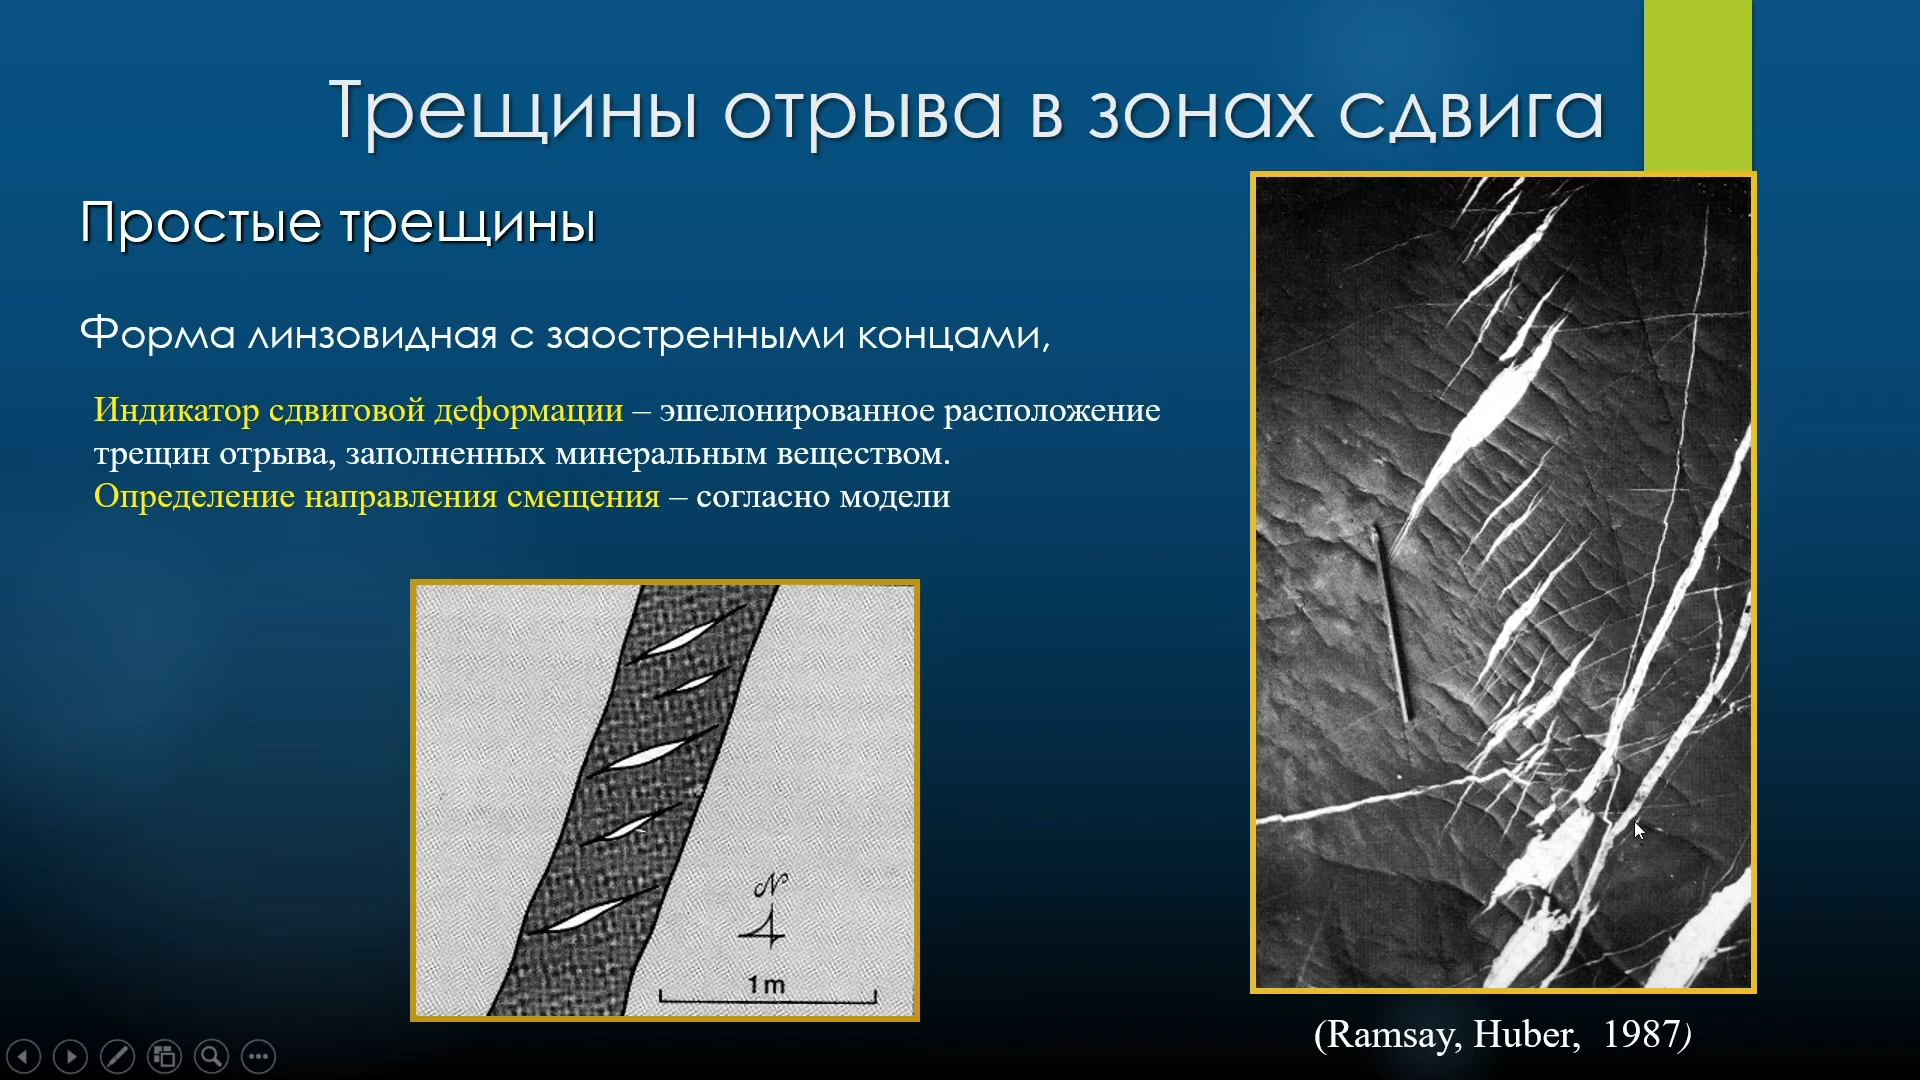 Трещины отрыва в зонах сдвига
Простые трещины
Форма линзовидная с заостренными концами,
Индикатор сдвиговой деформации – эшелонированное расположение
трещин отрыва, заполненных минеральным веществом.
Определение направления смещения – согласно модели
N
1m
(Ramsay, Huber, 1987)